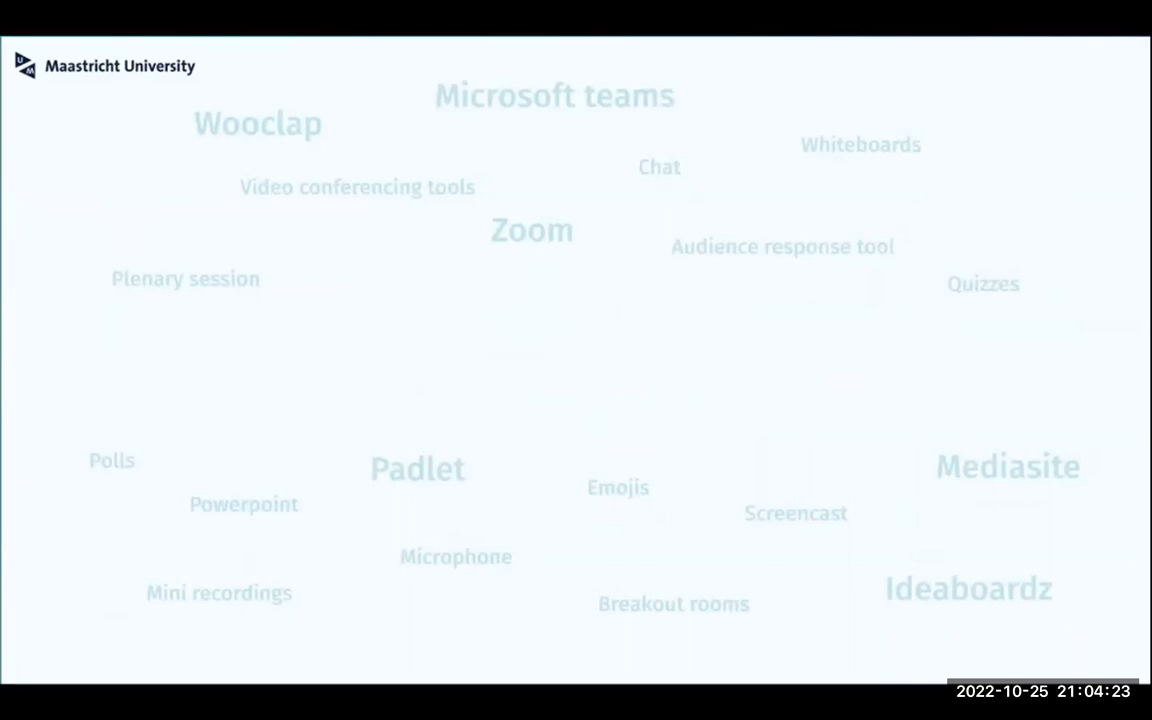 Maastricht University
Microsoft teams
Wooclap
Whiteboards
Chat
Video conferencing tools
Zoom
Audience response tool
Plenary session
Quizzes
Polls
Padlet
Mediasite
Emojis
Powerpoint
Screencast
Microphone
Ideaboardz
Mini recordings
Breakout rooms
2022-10-25 21:04:23